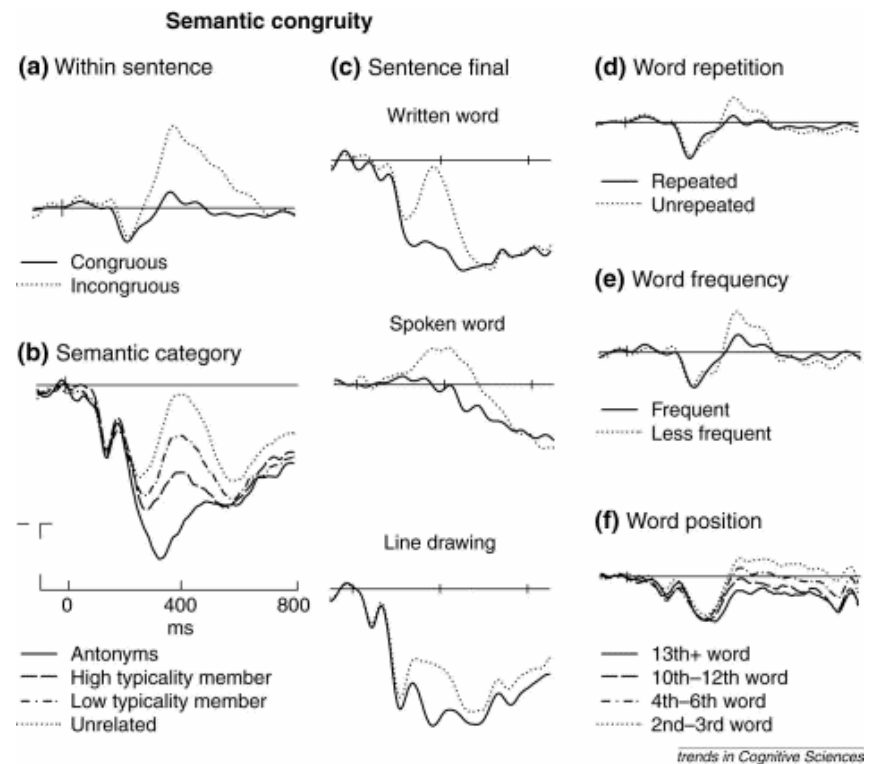 Semantic congruity
(a) Within sentence
Congruous
Incongruous
(b) Semantic category
0 400 800
ms
Antonyms
High typicality member
Low typicality member
Unrelated
(c) Sentence final
Written word
Spoken word
Line drawing
(d) Word repetition
Repeated
Unrepeated
(e) Word frequency
Frequent
Less frequent
(f) Word position
13th+ word
10th–12th word
4th–6th word
2nd–3rd word
trends in Cognitive Sciences